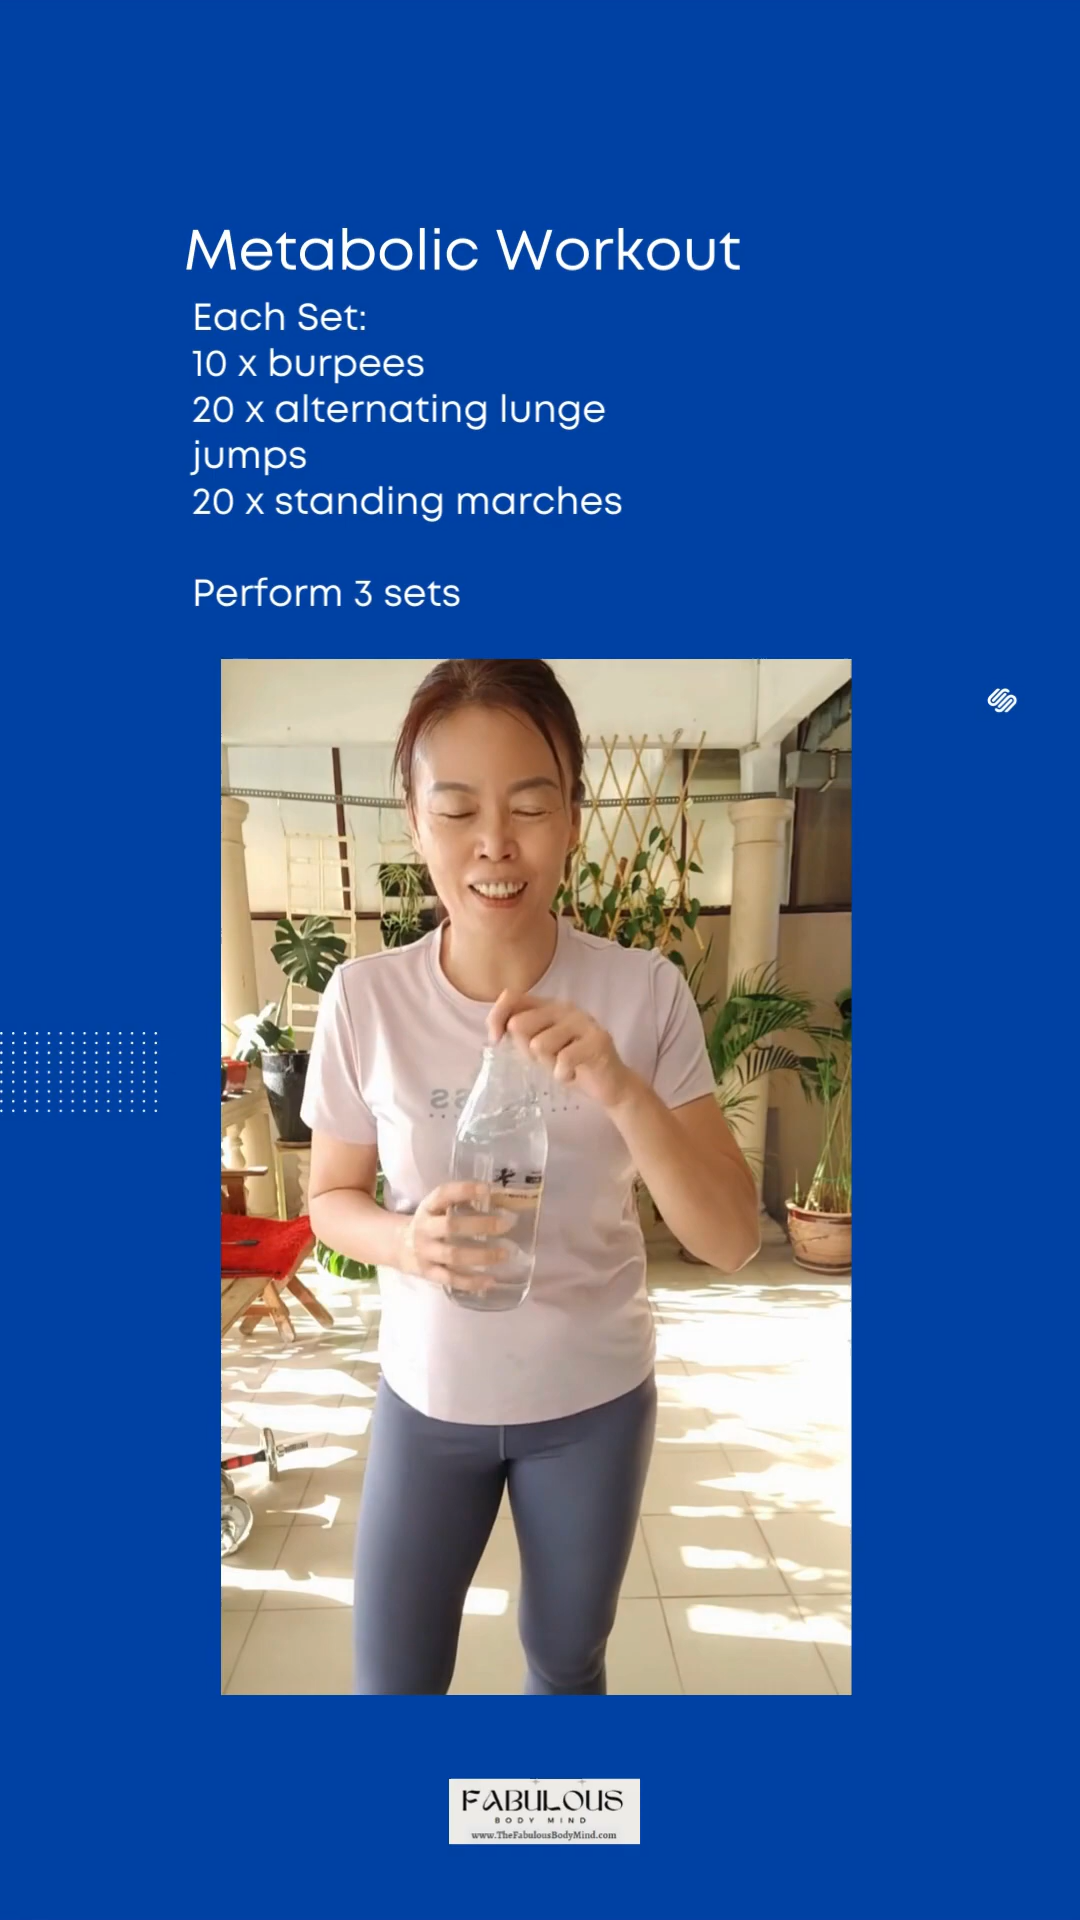 Metabolic Workout
Each Set:
10 x burpees
20 x alternating lunge
jumps
20 x standing marches
Perform 3 sets
FABULOUS
BODY MIND
www.TheFabulousBodyMind.com